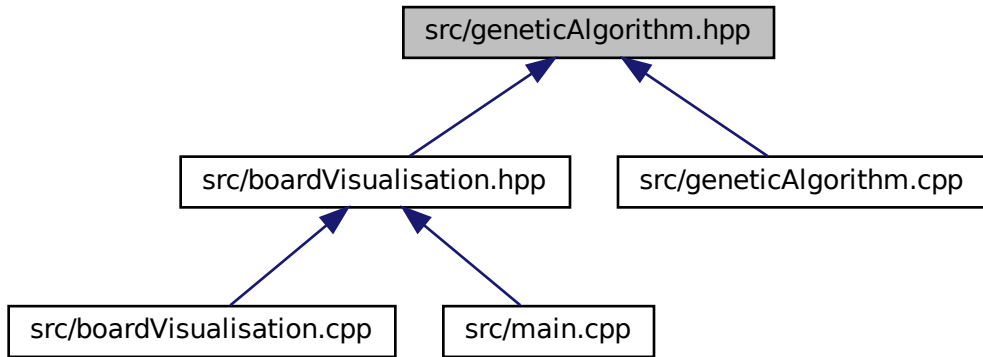 src/geneticAlgorithm.hpp
src/boardVisualisation.hpp
src/geneticAlgorithm.cpp
src/boardVisualisation.cpp
src/main.cpp